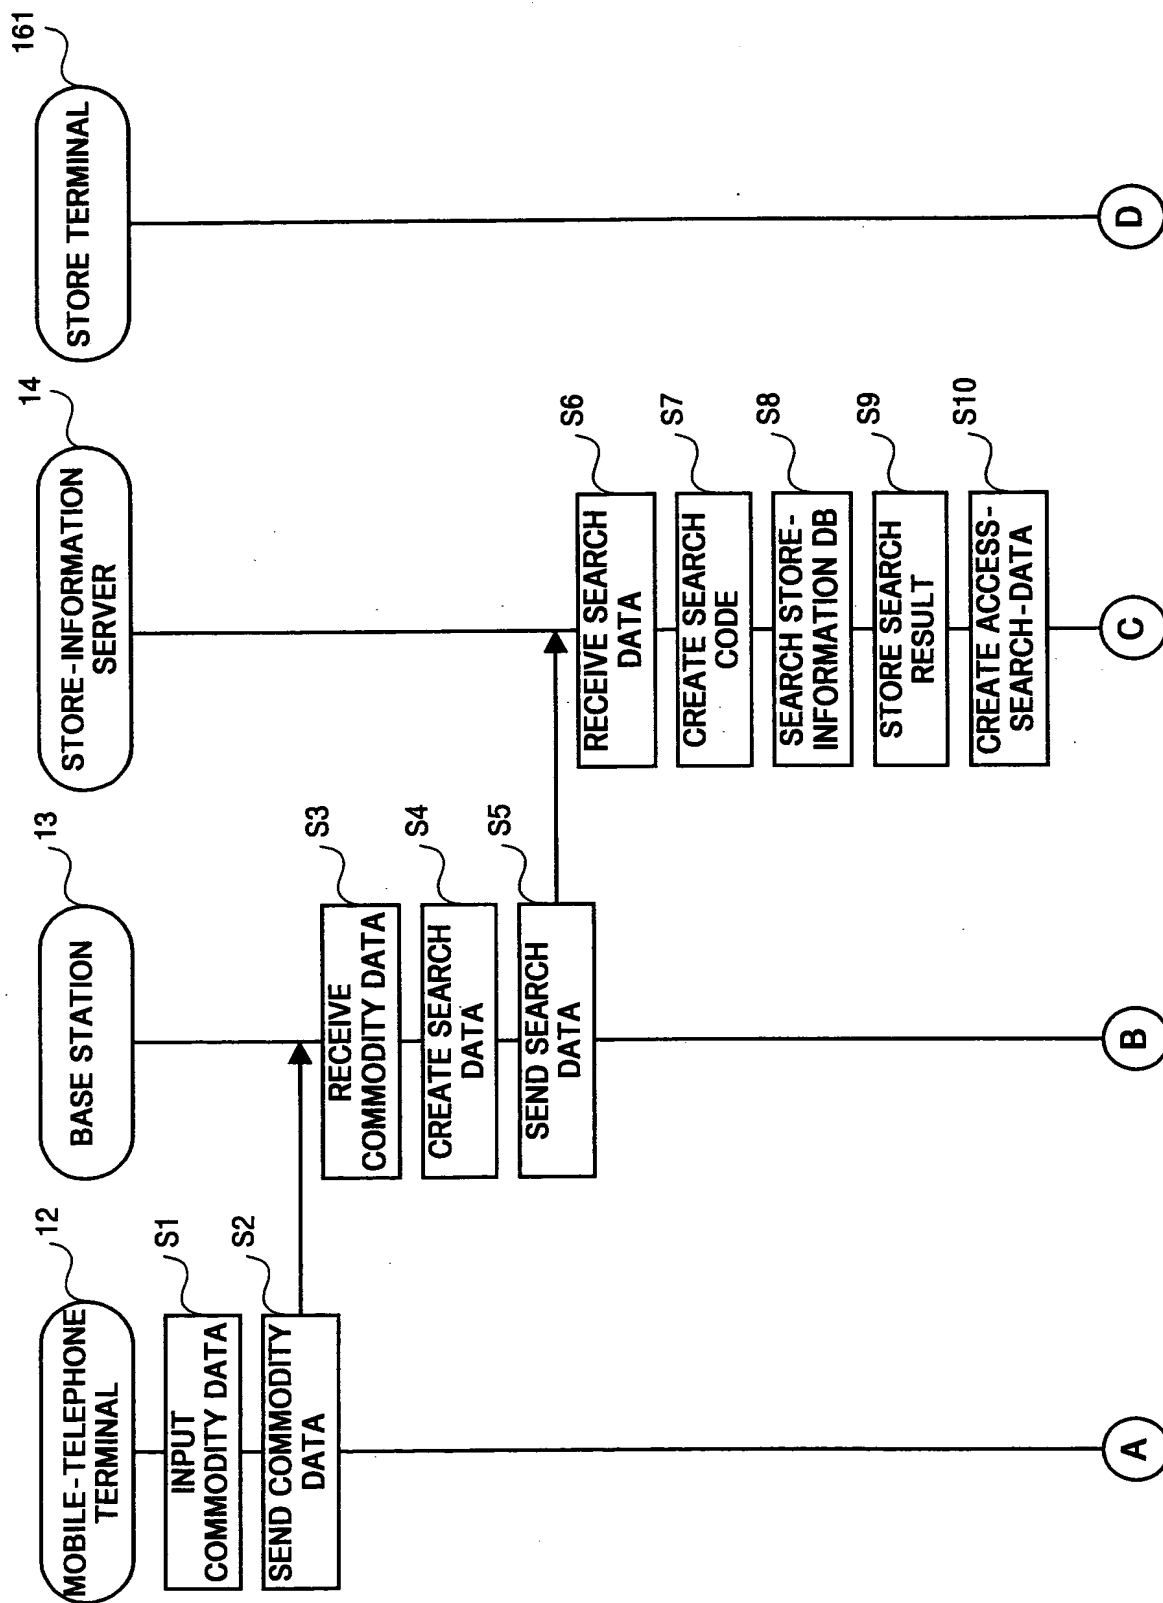 12
MOBILE-TELEPHONE
TERMINAL
S1
INPUT
COMMODITY DATA
S2
SEND COMMODITY
DATA
A
13
BASE STATION
S3
RECEIVE
COMMODITY DATA
S4
CREATE SEARCH
DATA
S5
SEND SEARCH
DATA
B
14
STORE-INFORMATION
SERVER
S6
RECEIVE SEARCH
DATA
S7
CREATE SEARCH
CODE
S8
SEARCH STORE-
INFORMATION DB
S9
STORE SEARCH
RESULT
S10
CREATE ACCESS-
SEARCH-DATA
C
161
STORE TERMINAL
D